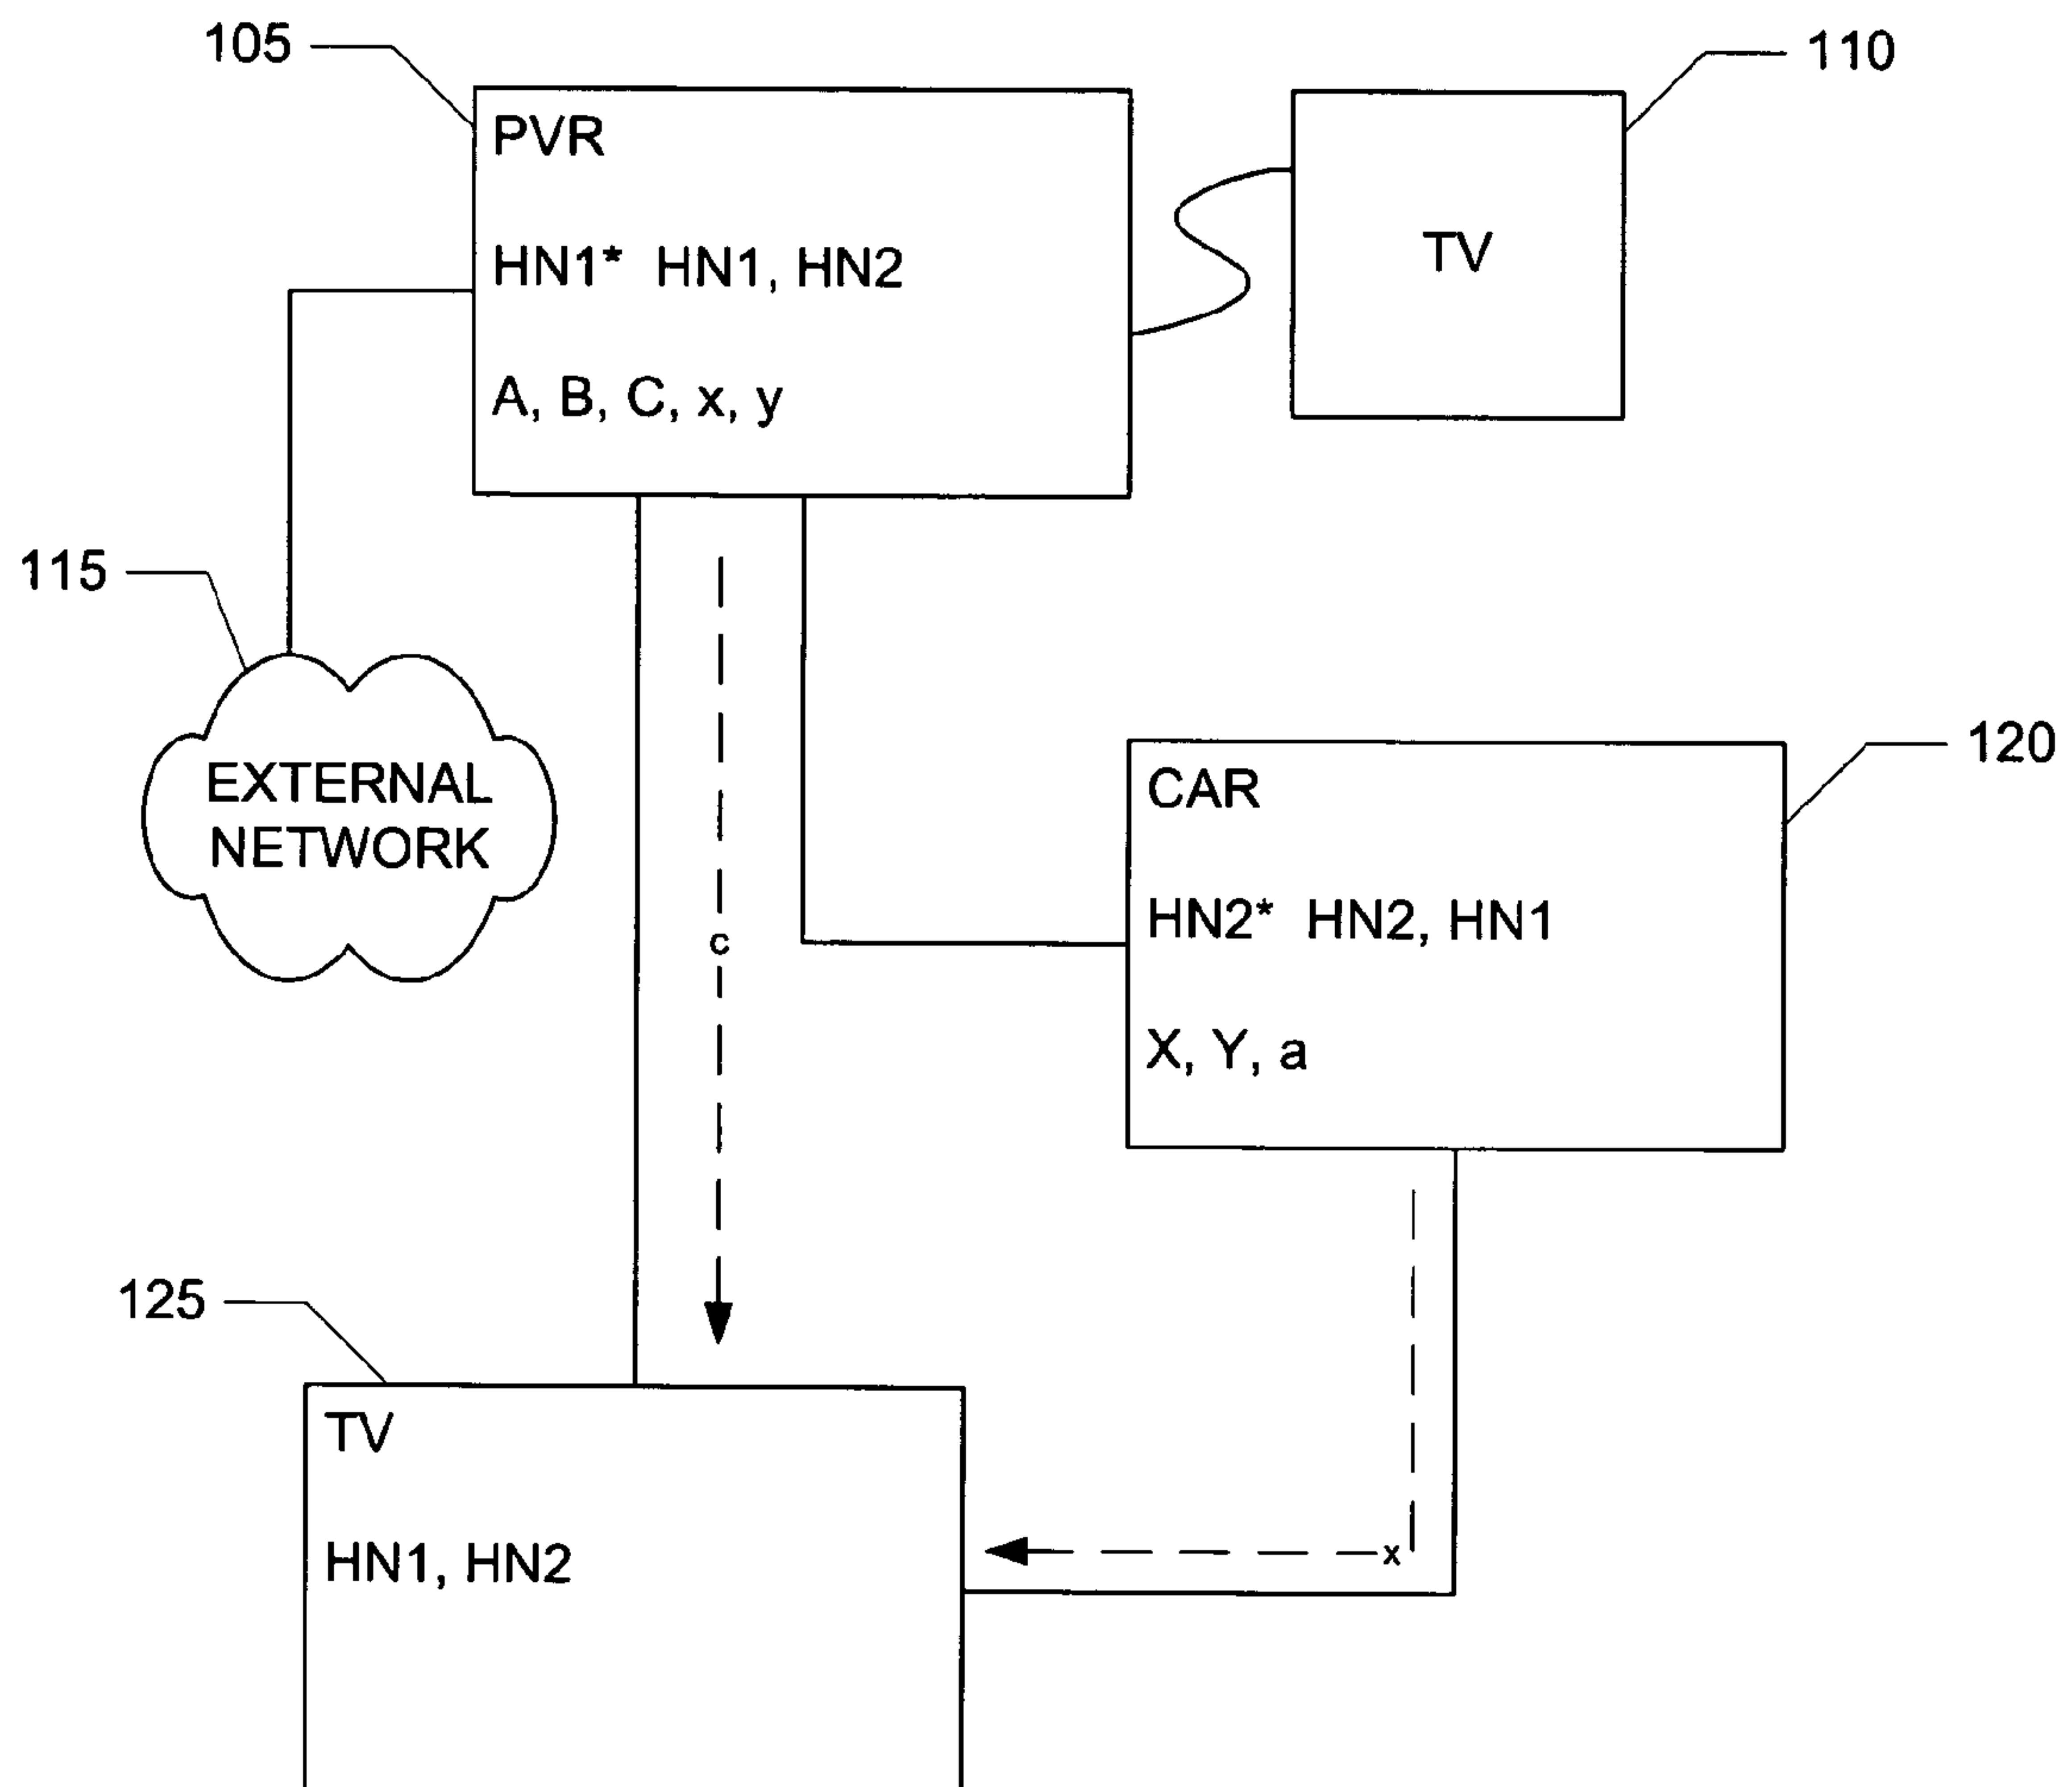 105
110
PVR
HN1* HN1, HN2
A, B, C, x, y
TV
115
EXTERNAL
NETWORK
c
120
CAR
HN2* HN2, HN1
X, Y, a
125
TV
HN1, HN2
x